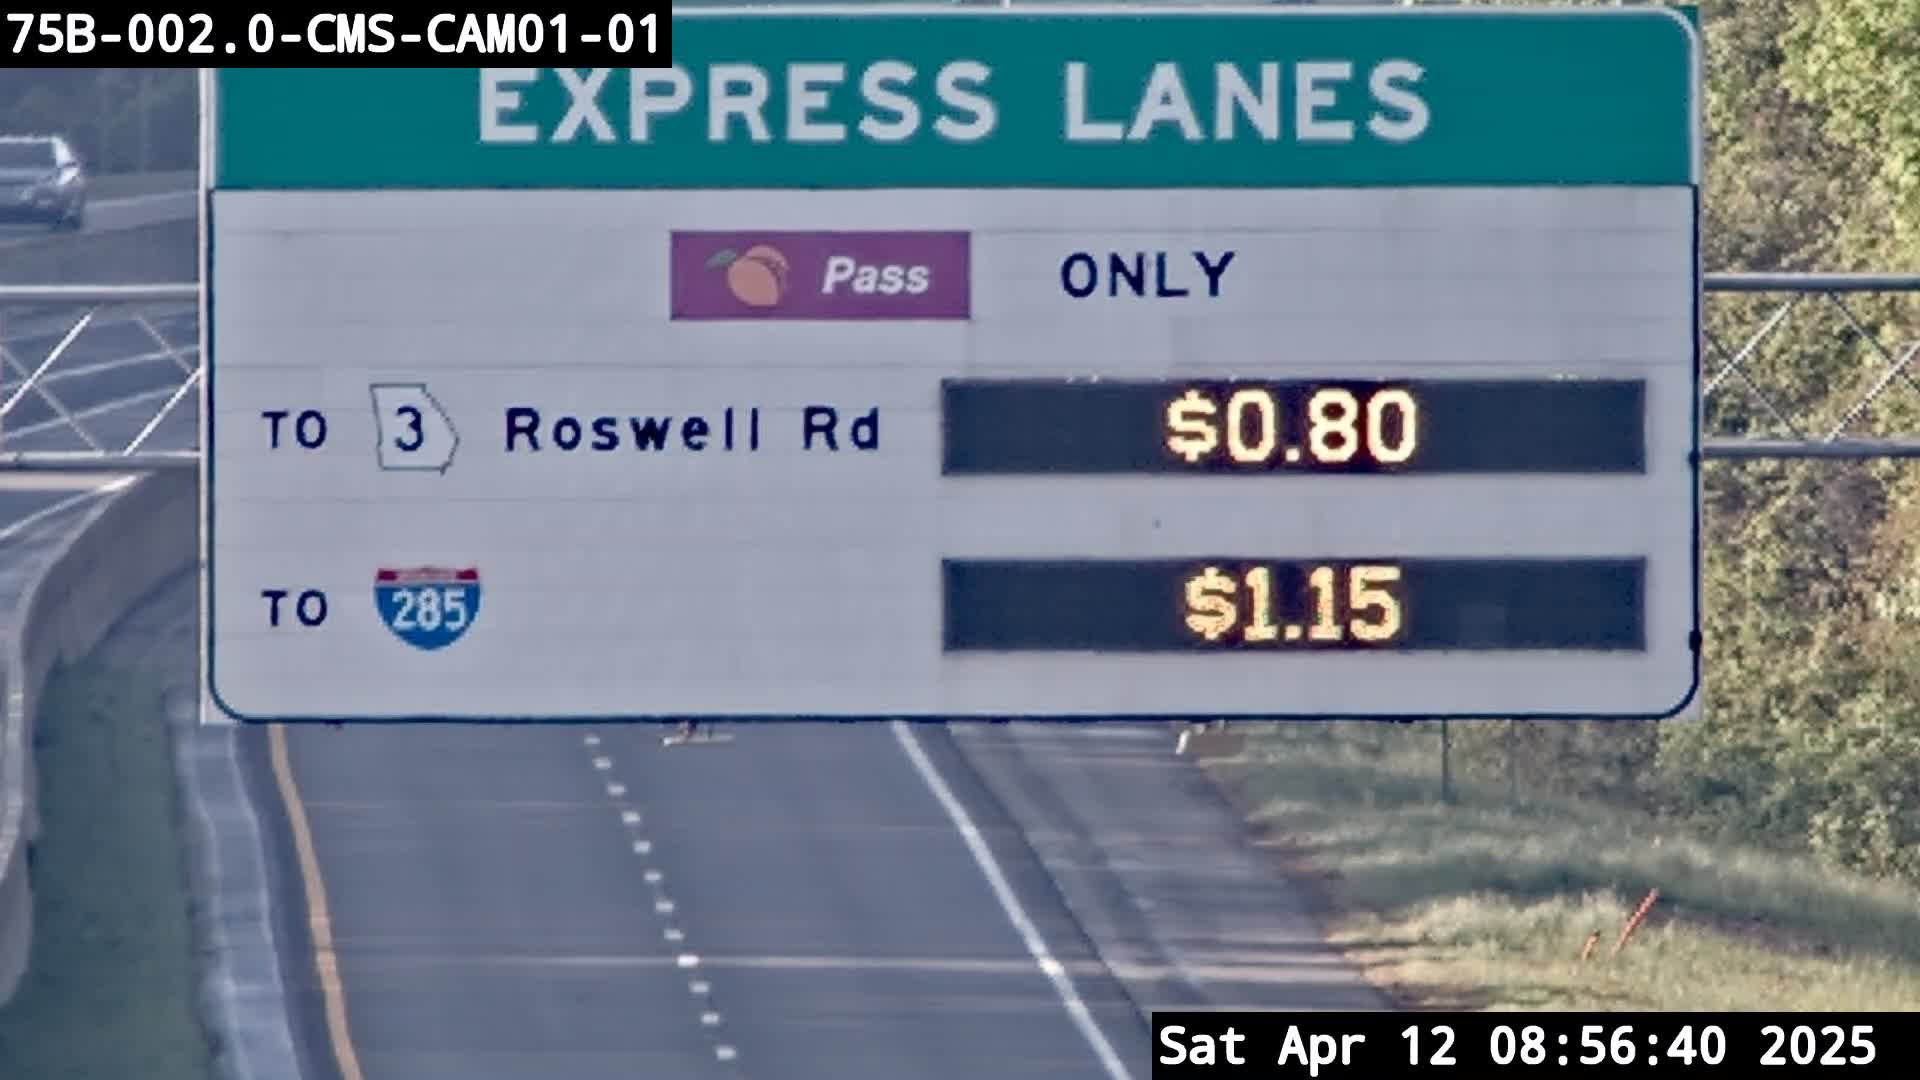 75B-002.0-CMS-CAM01-01
EXPRESS LANES
Pass ONLY
TO 3 Roswell Rd $0.80
TO 285 $1.15
Sat Apr 12 08:56:40 2025